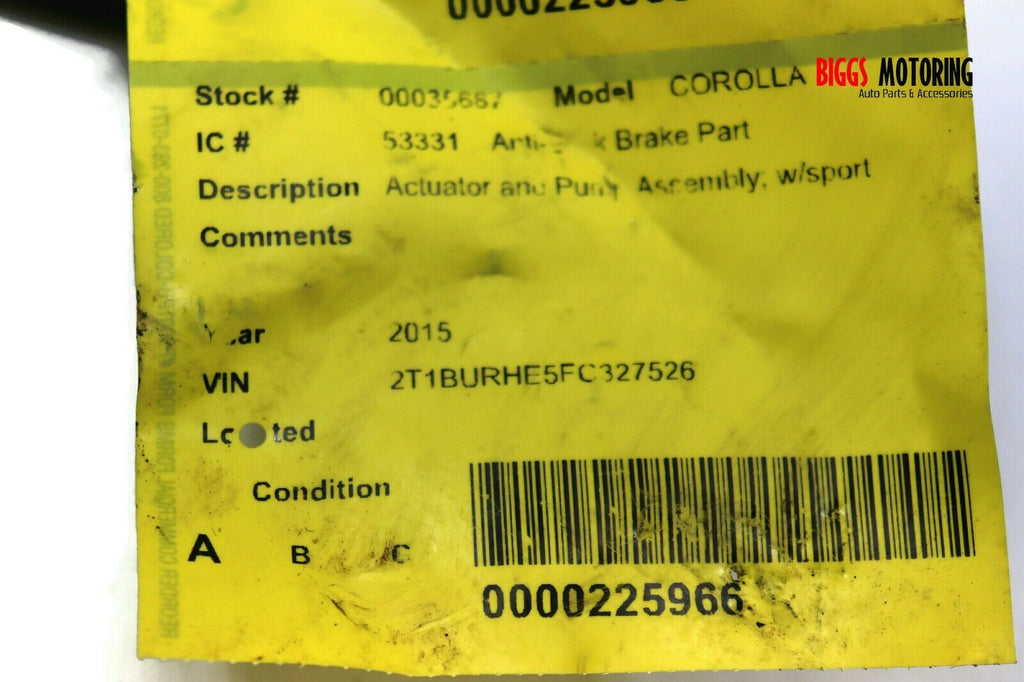 Stock # Model COROLLA
BIGGS MOTORING
Auto Parts & Accessories
IC # 53331 Brake Part
Description Actuator and Assembly; w/sport
Comments
2015
VIN 2T1BURHE5FC327526
Condition
A B C
0000225966